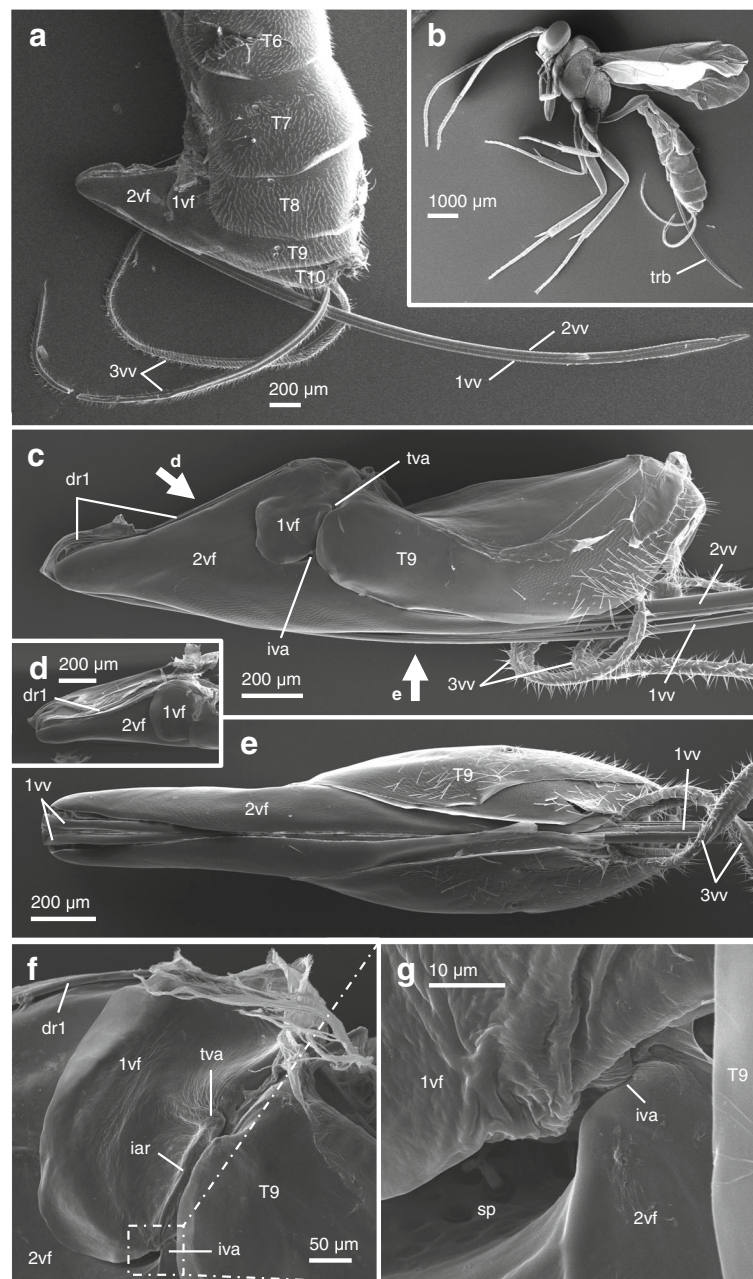 a
T6
T7
2vf
1vf
T8
T9
T10
2vv
1vv
3vv
200 µm
b
1000 µm
trb
c
d
dr1
tva
1vf
2vf
T9
2vv
iva
200 µm
e
3vv
1vv
d
200 µm
dr1
2vf
1vf
e
1vv
T9
2vf
1vv
3vv
200 µm
f
dr1
1vf
tva
iar
T9
2vf
iva
50 µm
g
10 µm
1vf
T9
iva
sp
2vf